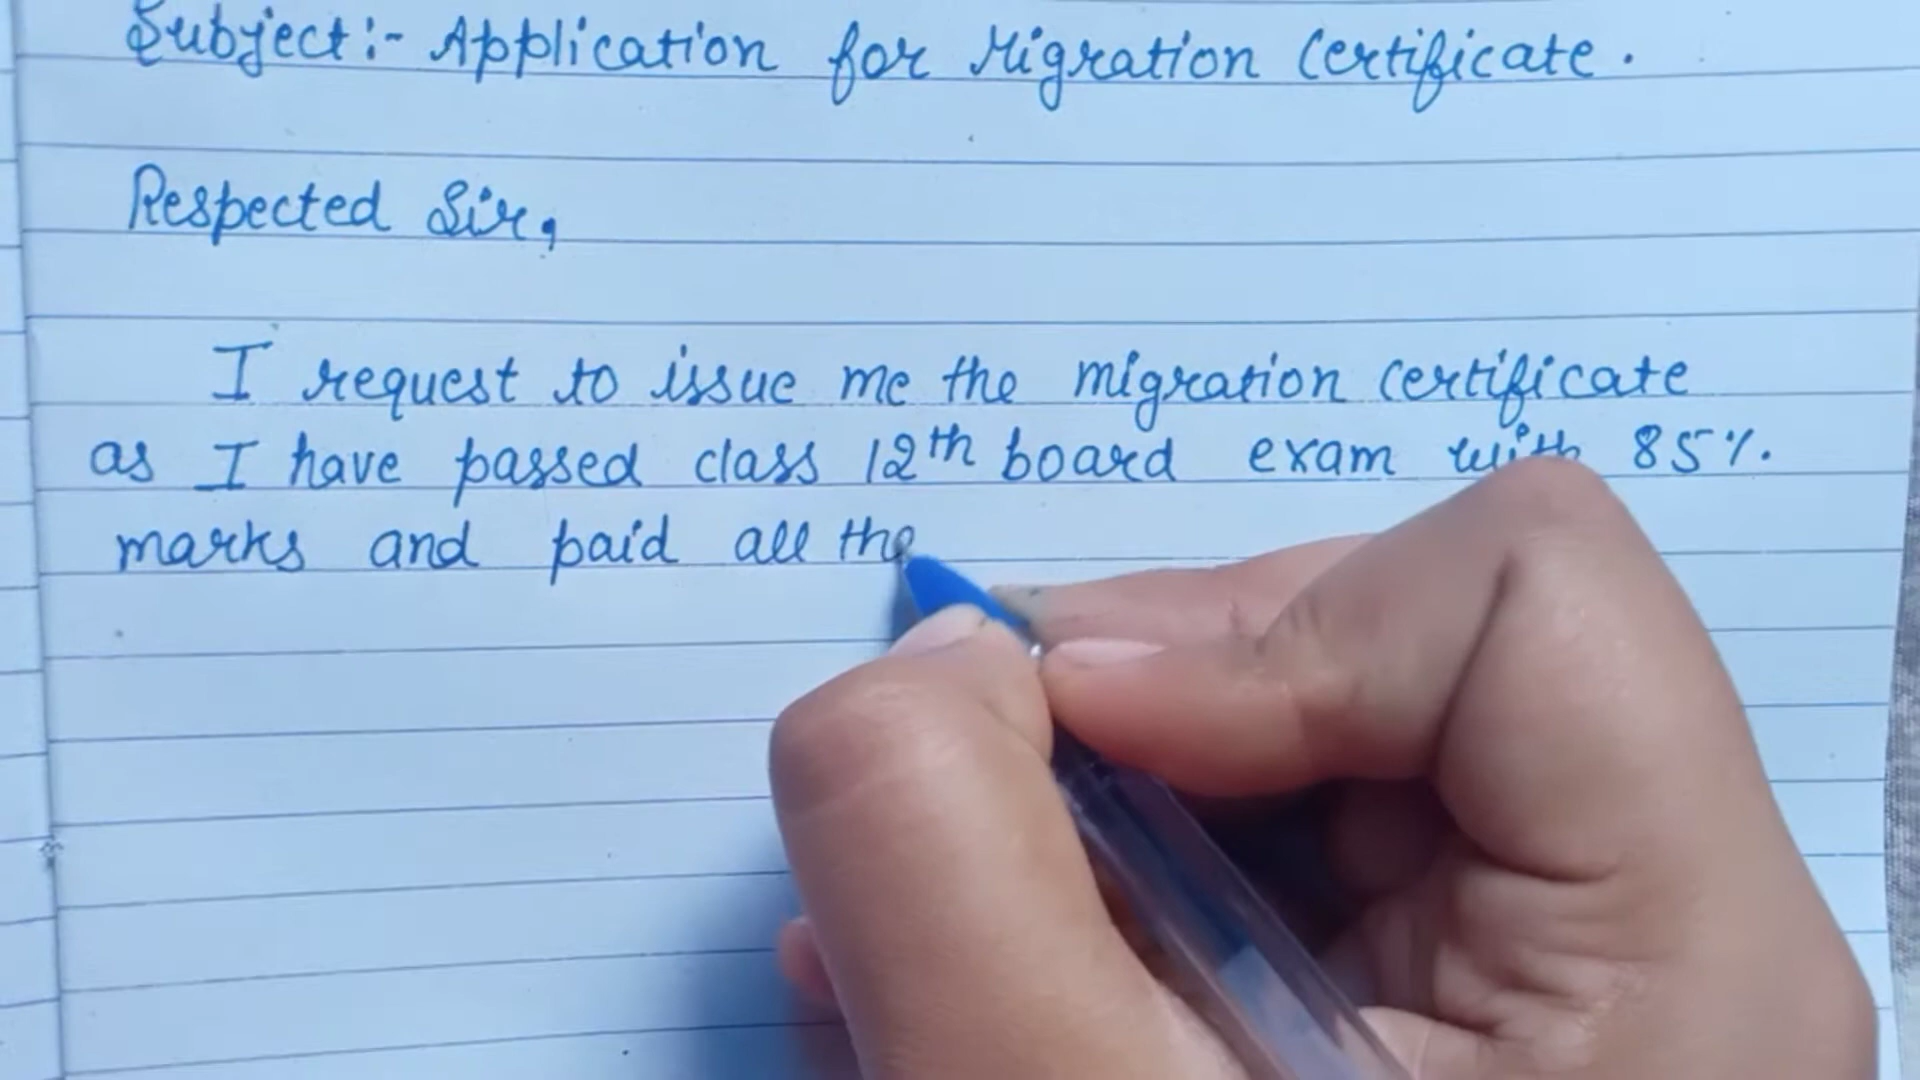 Subject:- Application for Migration Certificate.
Respected Sir,
I request to issue me the migration certificate
as I have passed class 12th board exam with 85%.
marks and paid all the